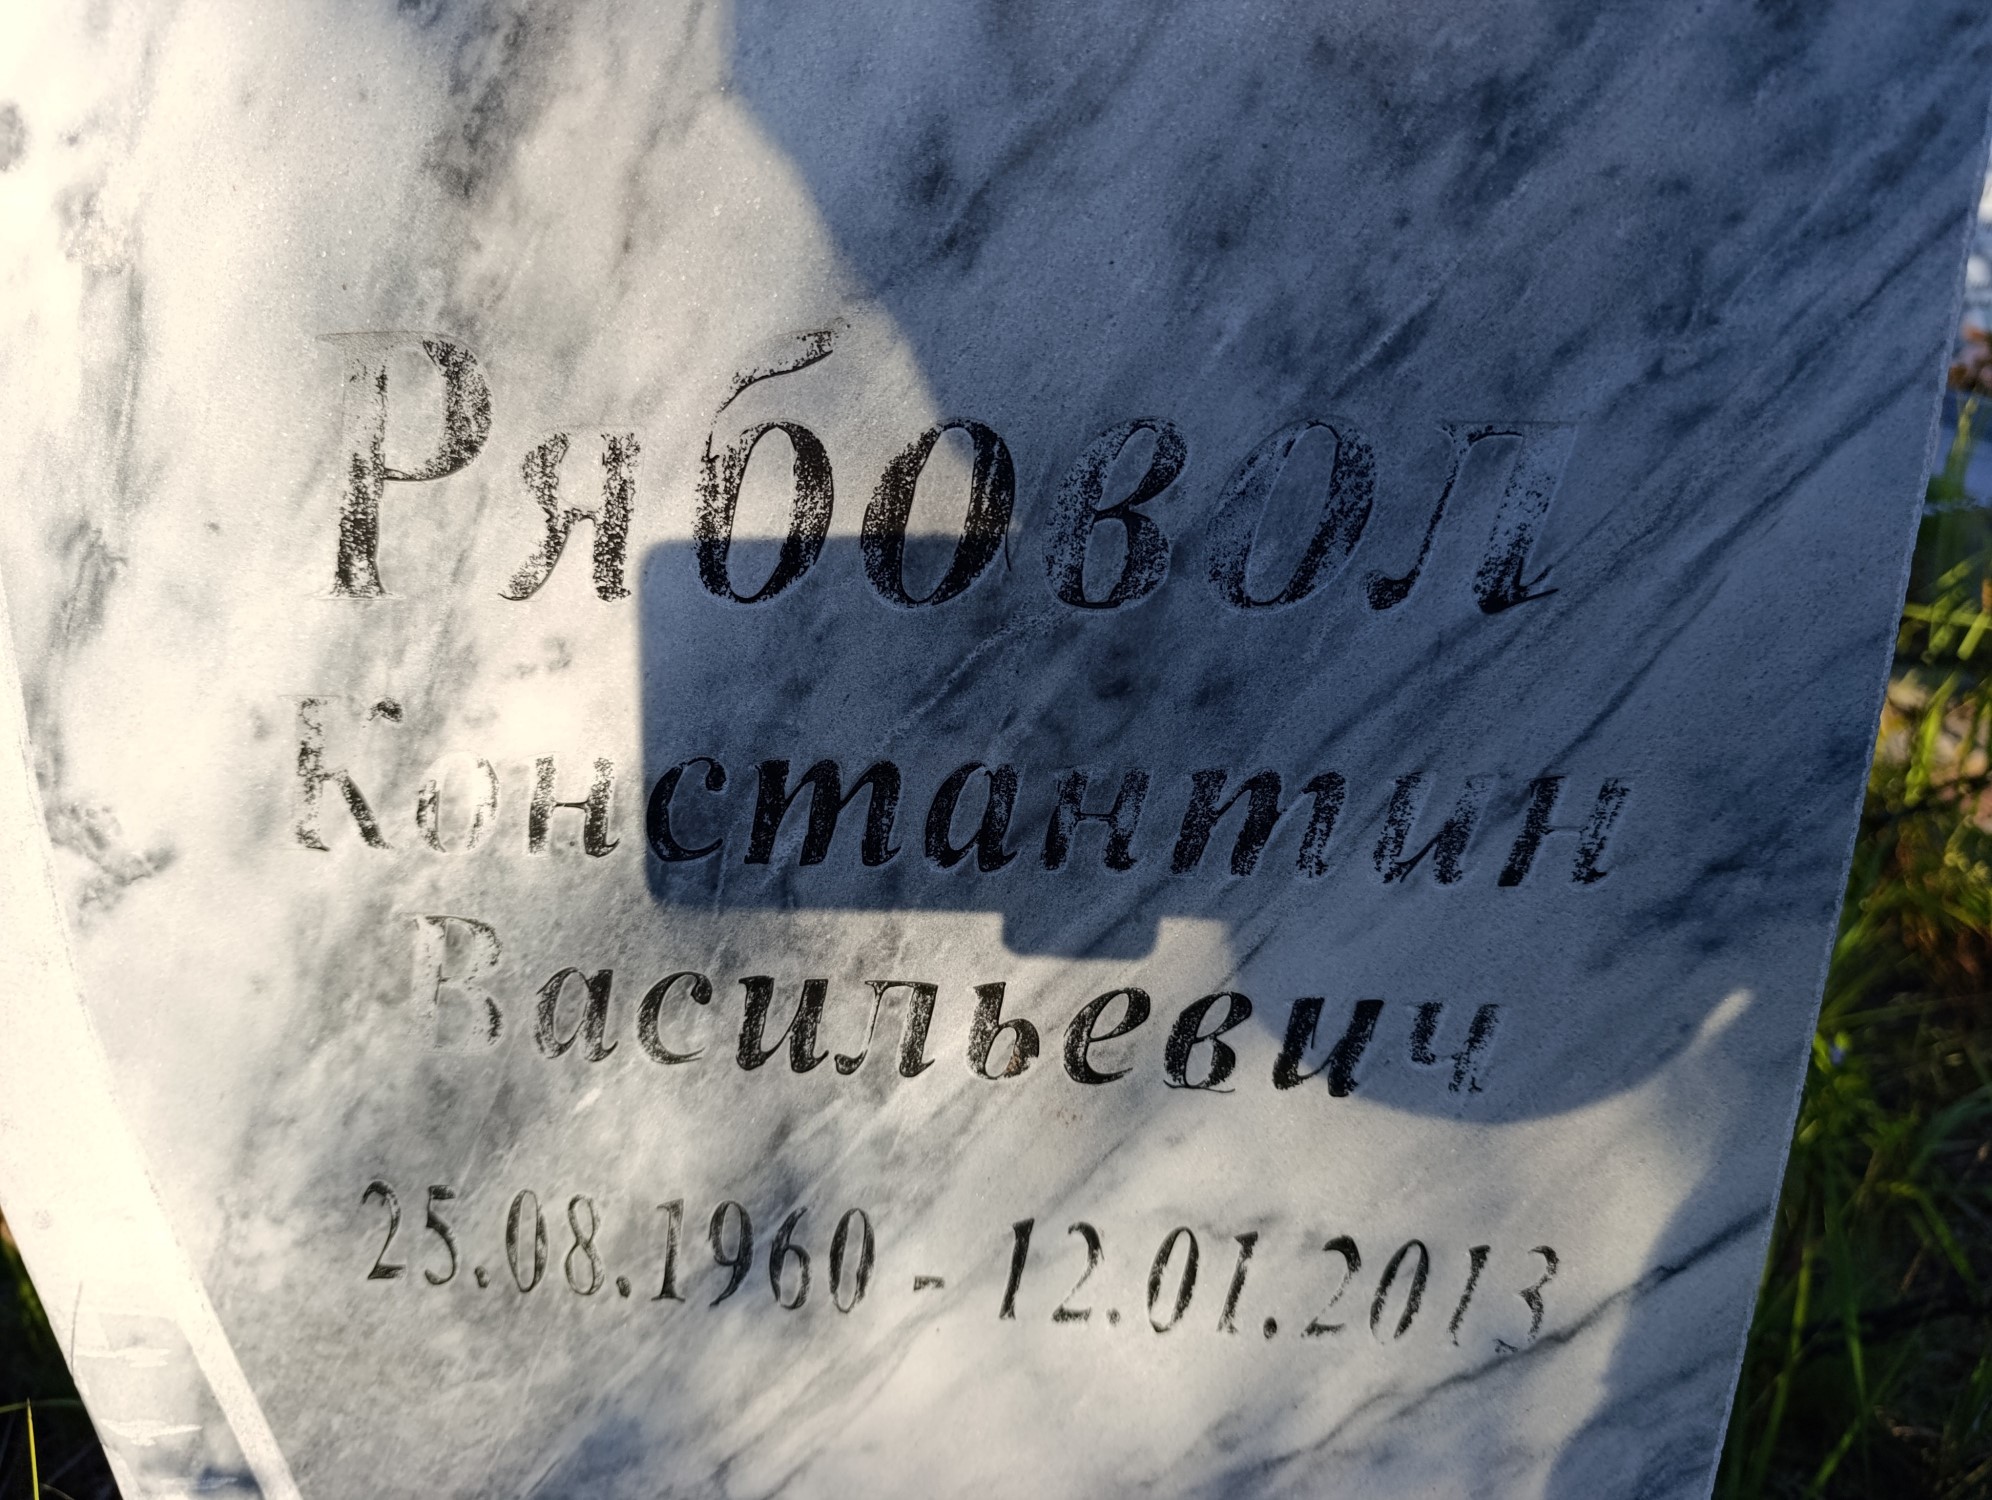 Рябовол
Константин
Васильевич
25.08.1960 - 12.01.2013